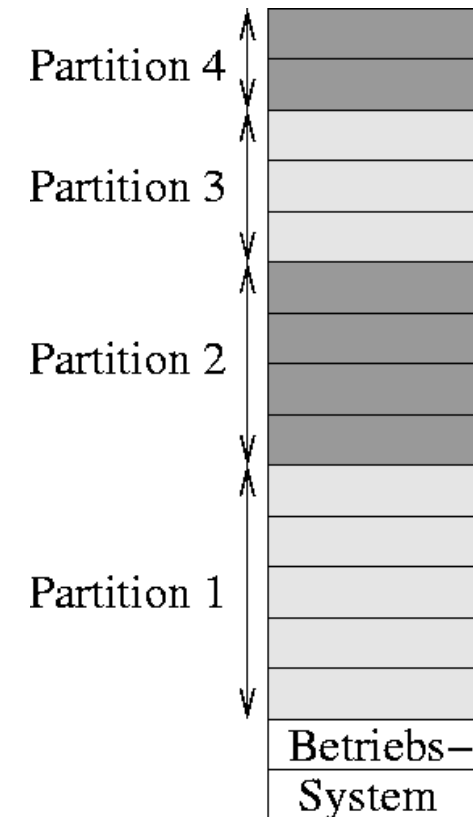 Partition 4
Partition 3
Partition 2
Partition 1
Betriebs-
System